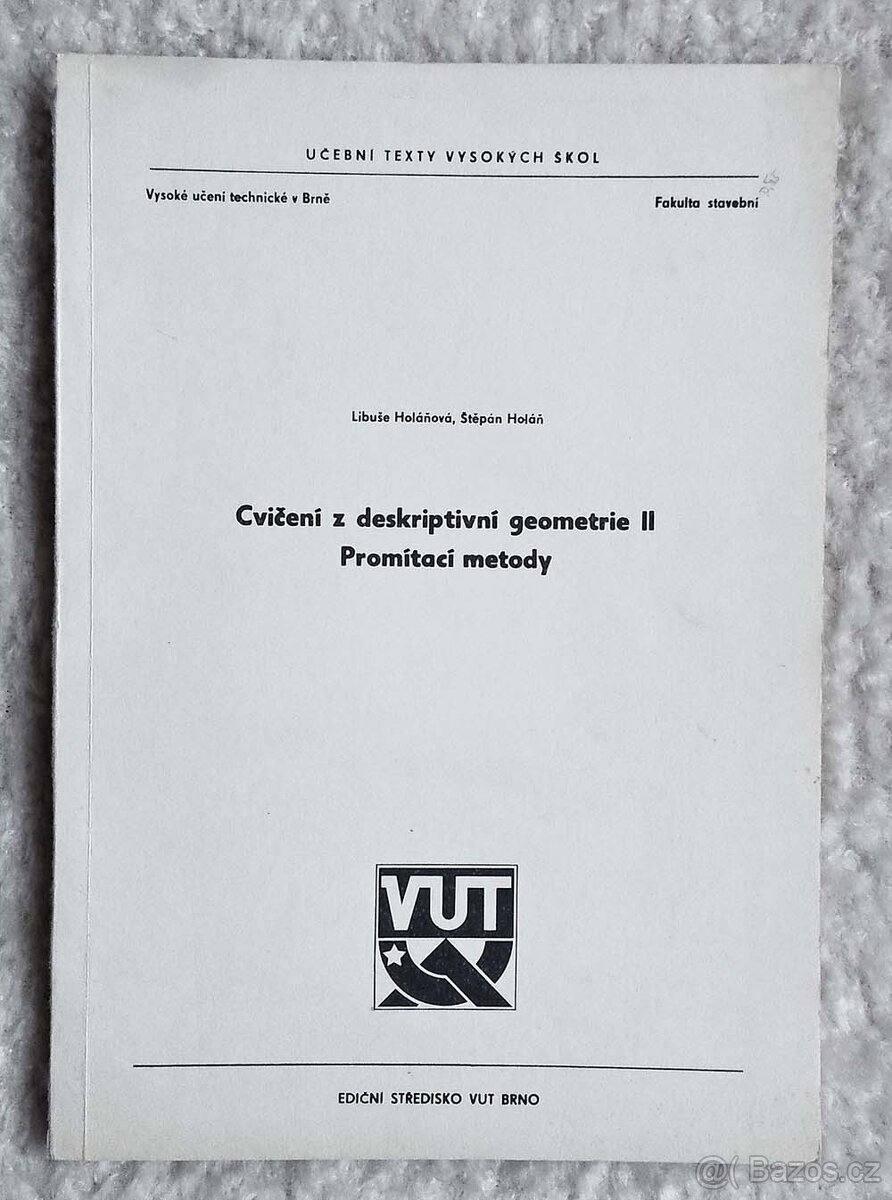 UČEBNÍ TEXTY VYSOKÝCH ŠKOL
Vysoké učení technické v Brně Fakulta stavební
Libuše Holáňová, Štěpán Holáň
Cvičení z deskriptivní geometrie II
Promítací metody
VUT
EDIČNÍ STŘEDISKO VUT BRNO
@( Bazos.cz